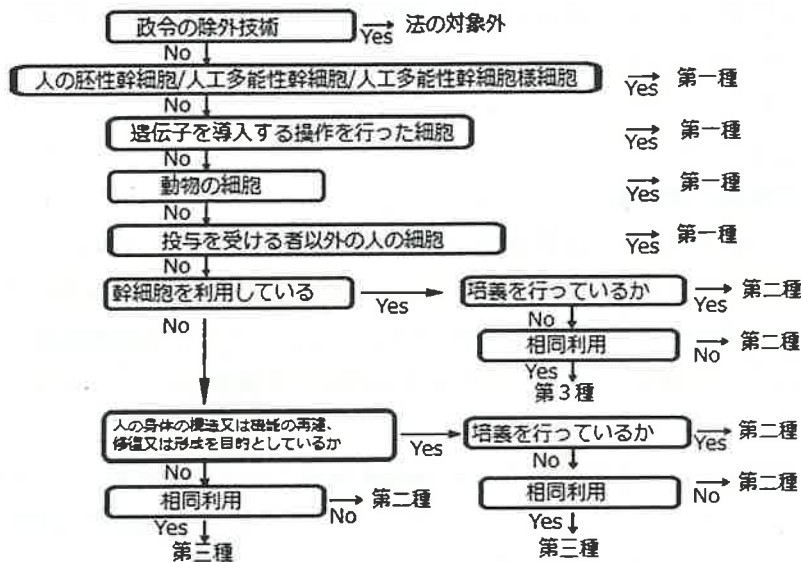 政令の除外技術
Yes
法の対象外
No
人の胚性幹細胞/人工多能性幹細胞/人工多能性幹細胞様細胞
Yes
第一種
No
遺伝子を導入する操作を行った細胞
Yes
第一種
No
動物の細胞
Yes
第一種
No
投与を受ける者以外の人の細胞
Yes
第一種
No
幹細胞を利用している
Yes
培義を行っているか
Yes
第二種
No
No
相同利用
No
第二種
Yes
第3種
人の身体の構造又は機能の再建、
修復又は形成を目的としているか
Yes
培義を行っているか
Yes
第二種
No
No
相同利用
No
第二種
相同利用
No
第二種
Yes
第三種
Yes
第三種